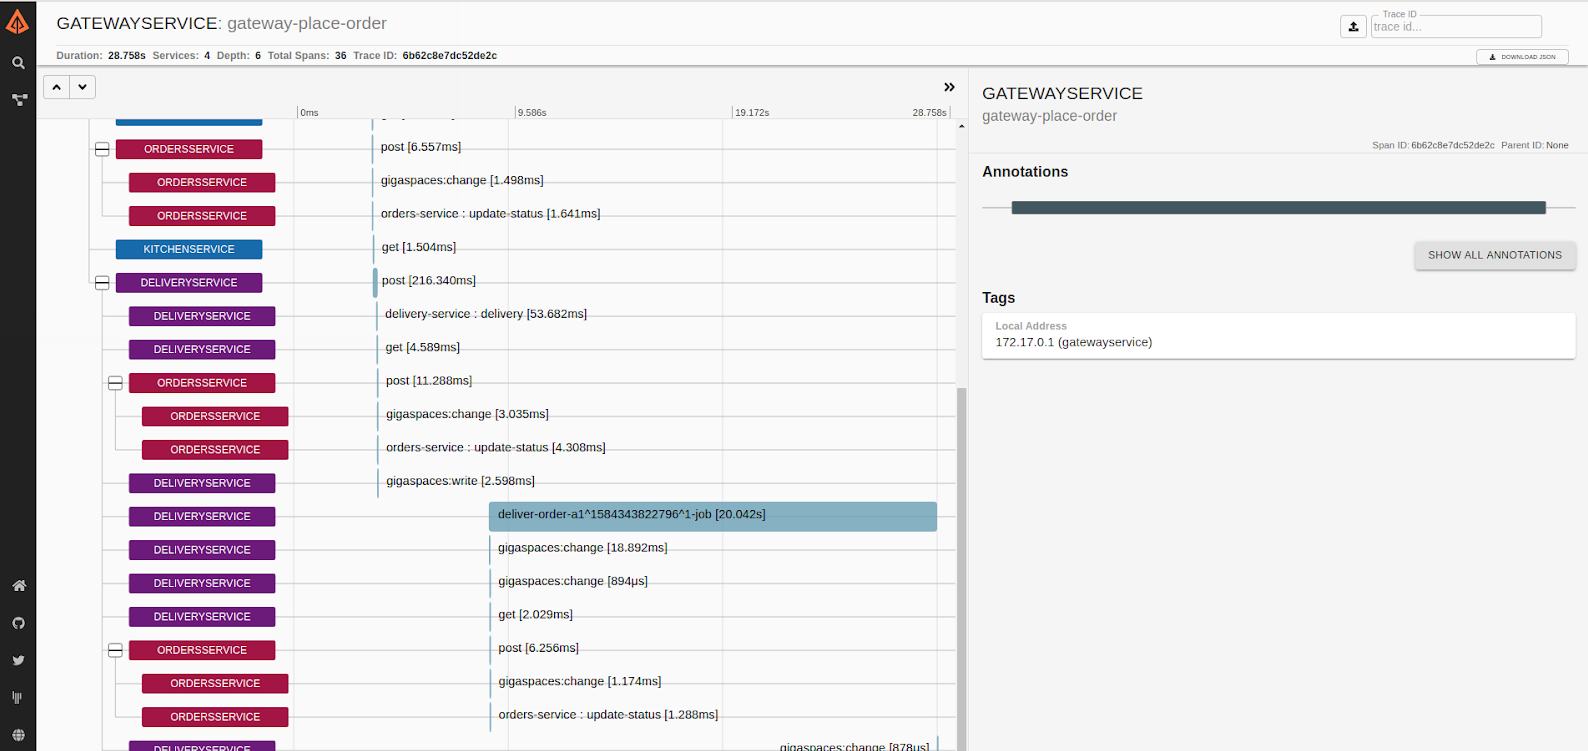 GATEWAYSERVICE: gateway-place-order
Trace ID
trace id...
Duration: 28.758s Services: 4 Depth: 6 Total Spans: 36 Trace ID: 6b62c8e7dc52de2c
DOWNLOAD JSON
0ms 9.586s 19.172s 28.758s
ORDERSSERVICE post [6.557ms]
ORDERSSERVICE gigaspaces:change [1.498ms]
ORDERSSERVICE orders-service : update-status [1.641ms]
KITCHENSERVICE get [1.504ms]
DELIVERYSERVICE post [216.340ms]
DELIVERYSERVICE delivery-service : delivery [53.682ms]
DELIVERYSERVICE get [4.589ms]
ORDERSSERVICE post [11.288ms]
ORDERSSERVICE gigaspaces:change [3.035ms]
ORDERSSERVICE orders-service : update-status [4.308ms]
DELIVERYSERVICE gigaspaces:write [2.598ms]
DELIVERYSERVICE deliver-order-a1^1584343822796^1-job [20.042s]
DELIVERYSERVICE gigaspaces:change [18.892ms]
DELIVERYSERVICE gigaspaces:change [894μs]
DELIVERYSERVICE get [2.029ms]
ORDERSSERVICE post [6.256ms]
ORDERSSERVICE gigaspaces:change [1.174ms]
ORDERSSERVICE orders-service : update-status [1.288ms]
DELIVERYSERVICE gigaspaces:change [878μs]
GATEWAYSERVICE
gateway-place-order
Span ID: 6b62c8e7dc52de2c Parent ID: None
Annotations
SHOW ALL ANNOTATIONS
Tags
Local Address
172.17.0.1 (gatewayservice)